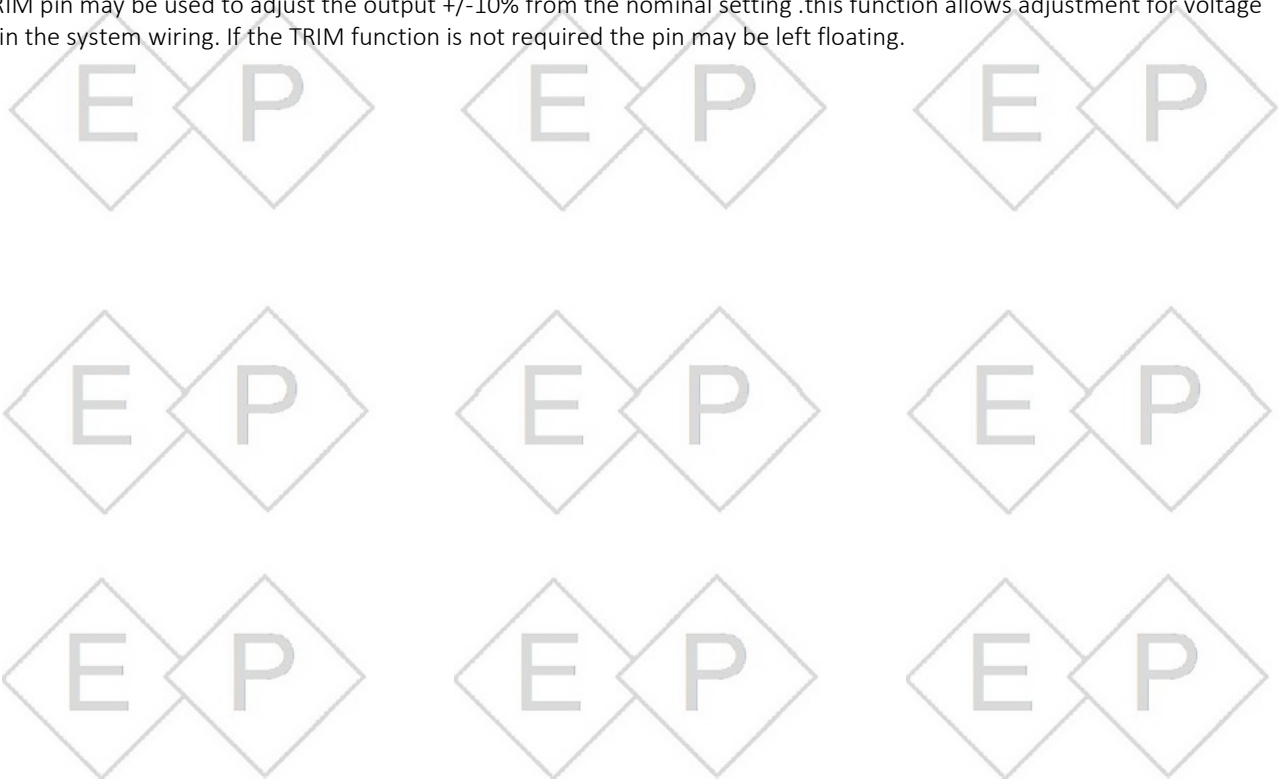 RIM pin may be used to adjust the output +/-10% from the nominal setting .this function allows adjustment for voltage
in the system wiring. If the TRIM function is not required the pin may be left floating.
E P E P E P
E P E P E P
E P E P E P